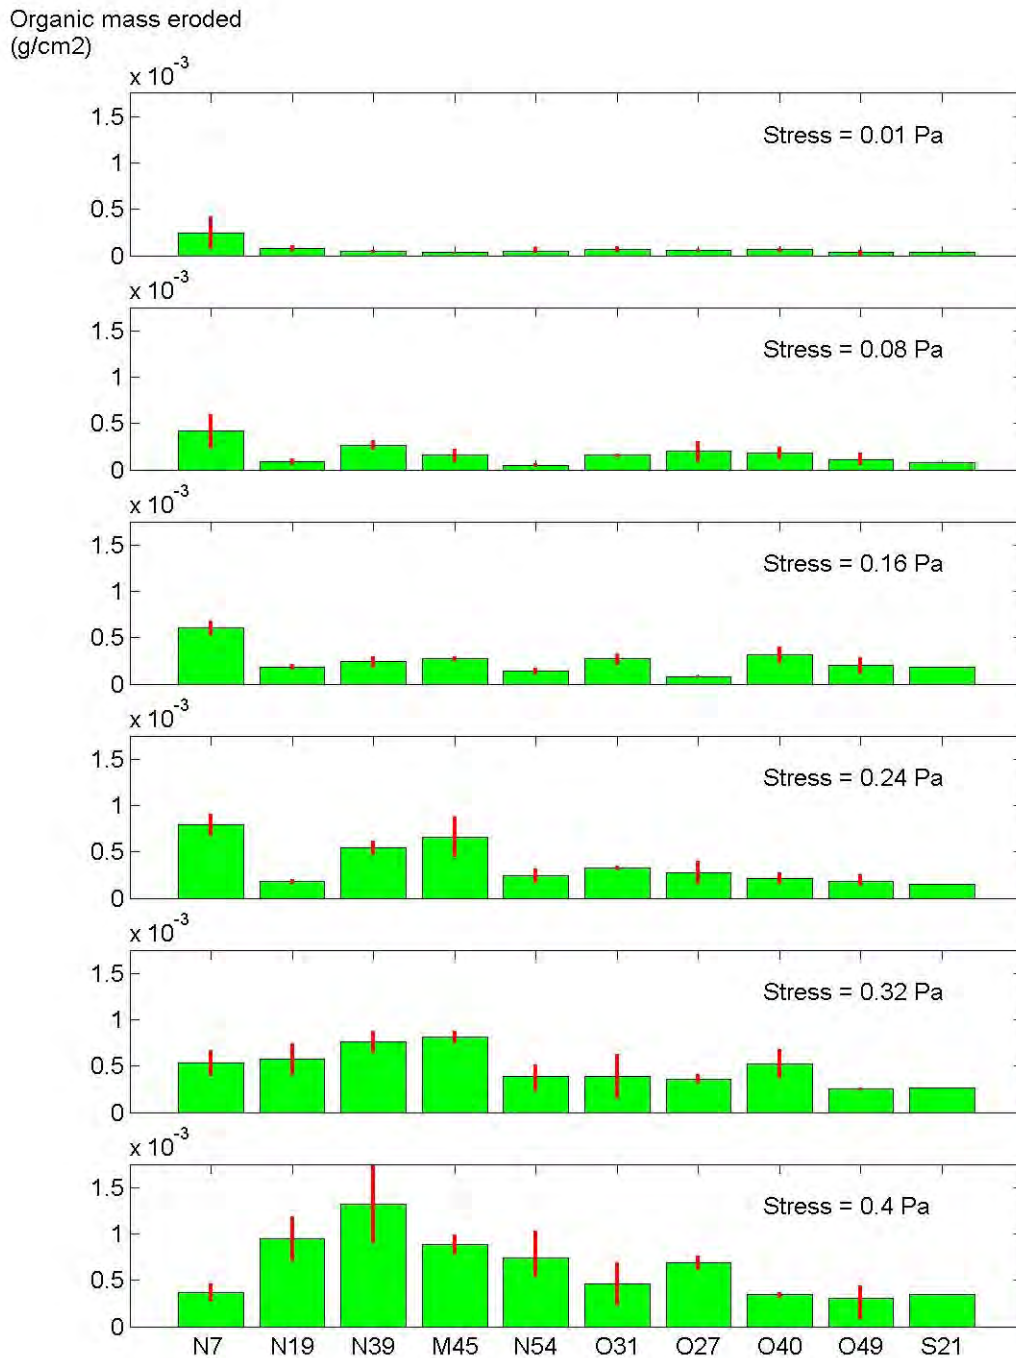 Organic mass eroded
(g/cm2)
x 10-3
1.5
Stress = 0.01 Pa
1
0.5
0
x 10-3
1.5
Stress = 0.08 Pa
1
0.5
0
x 10-3
1.5
Stress = 0.16 Pa
1
0.5
0
x 10-3
1.5
Stress = 0.24 Pa
1
0.5
0
x 10-3
1.5
Stress = 0.32 Pa
1
0.5
0
x 10-3
1.5
Stress = 0.4 Pa
1
0.5
0
N7 N19 N39 M45 N54 O31 O27 O40 O49 S21